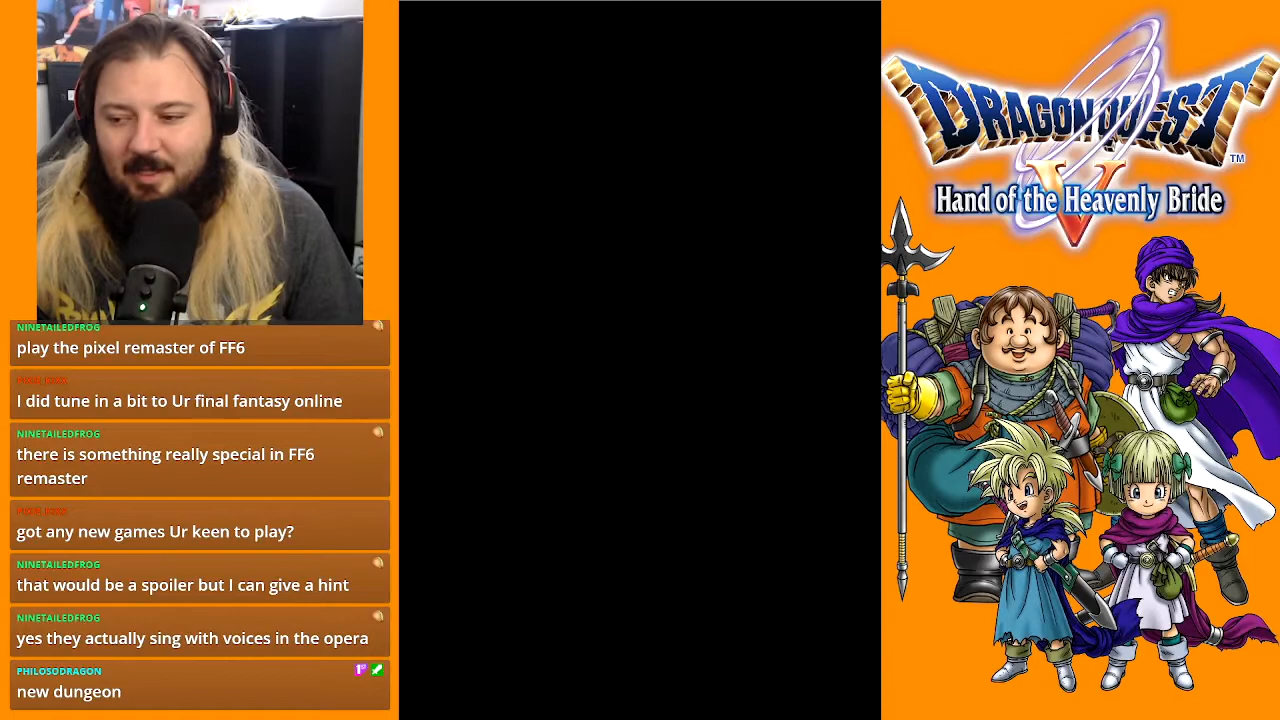 NINETAILEDFROG
play the pixel remaster of FF6
I did tune in a bit to Ur final fantasy online
NINETAILEDFROG
there is something really special in FF6
remaster
got any new games Ur keen to play?
NINETAILEDFROG
that would be a spoiler but I can give a hint
NINETAILEDFROG
yes they actually sing with voices in the opera
PHILOSODRAGON
new dungeon
DRAGON QUEST
TM
V
Hand of the Heavenly Bride